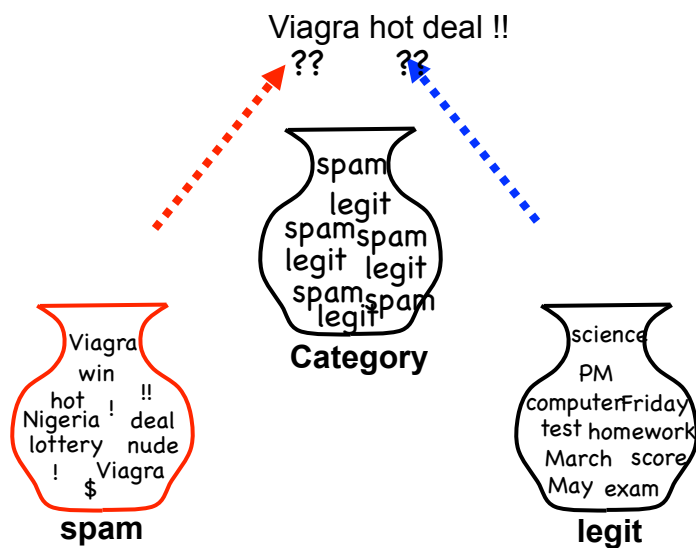 Viagra hot deal !!
?? ??
spam
legit
spam spam
legit legit
spam spam
legit
Category
Viagra
win
hot ! !!
Nigeria deal
lottery nude
! Viagra
$
spam
science
PM
computer Friday
test homework
March score
May exam
legit